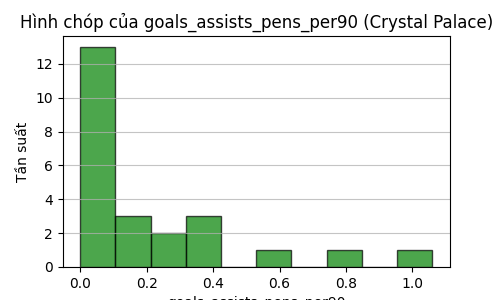 Hình chóp của goals_assists_pens_per90 (Crystal Palace)
12
10
8
6
4
2
0
Tần suất
0.0 0.2 0.4 0.6 0.8 1.0
goals_assists_pens_per90